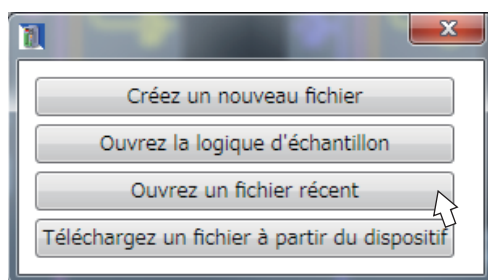 Créez un nouveau fichier
Ouvrez la logique d'échantillon
Ouvrez un fichier récent
Téléchargez un fichier à partir du dispositif